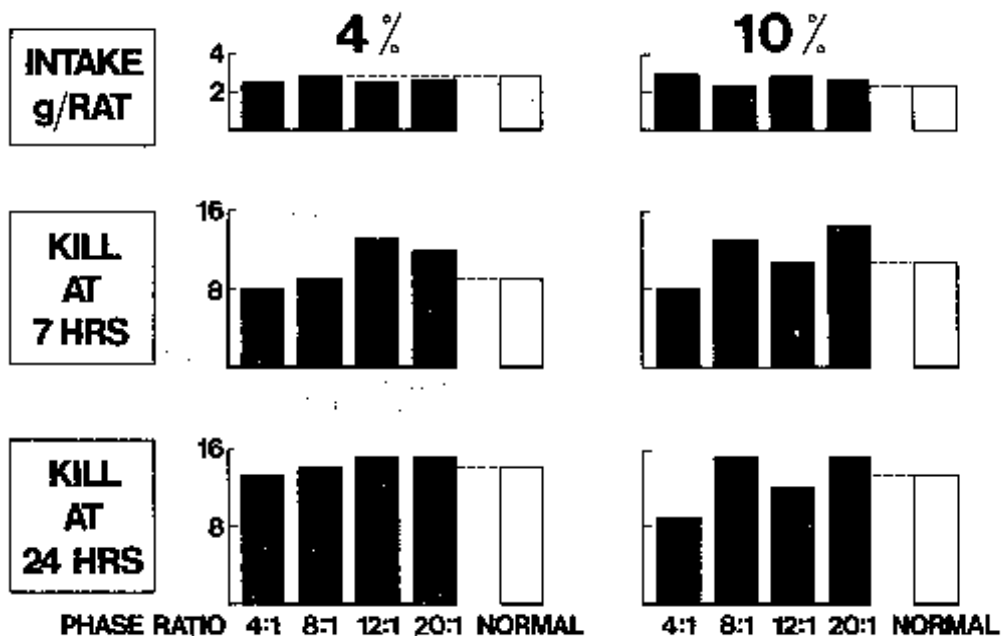 4% 10%
INTAKE
g/RAT
4
2
KILL
AT
7 HRS
16
8
KILL
AT
24 HRS
16
8
PHASE RATIO 4:1 8:1 12:1 20:1 NORMAL 4:1 8:1 12:1 20:1 NORMAL